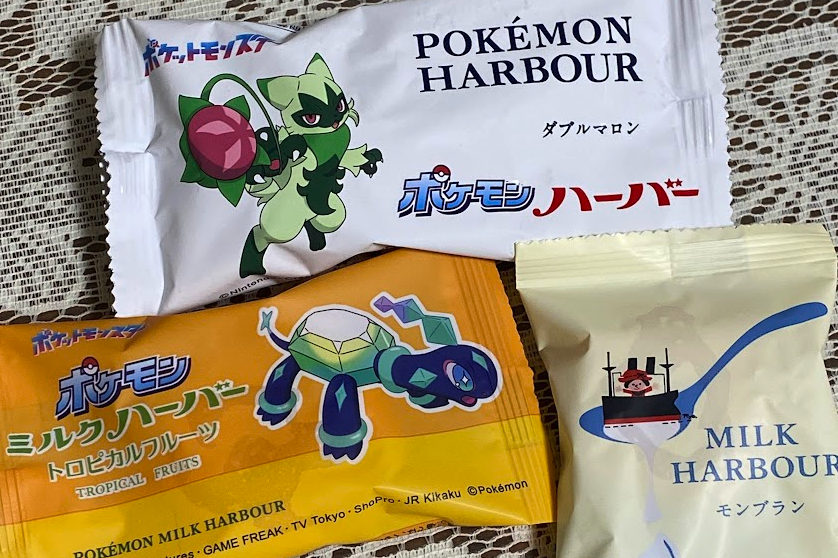 ポケットモンスター
POKÉMON
HARBOUR
ダブルマロン
ポケモン ハーバー
©Nintendo
ポケットモンスター
ポケモン
ミルクハーバー
トロピカルフルーツ
TROPICAL FRUITS
POKÉMON MILK HARBOUR
tures・GAME FREAK・TV Tokyo・ShoPro・JR Kikaku ©Pokémon
MILK
HARBOUR
モンブラン